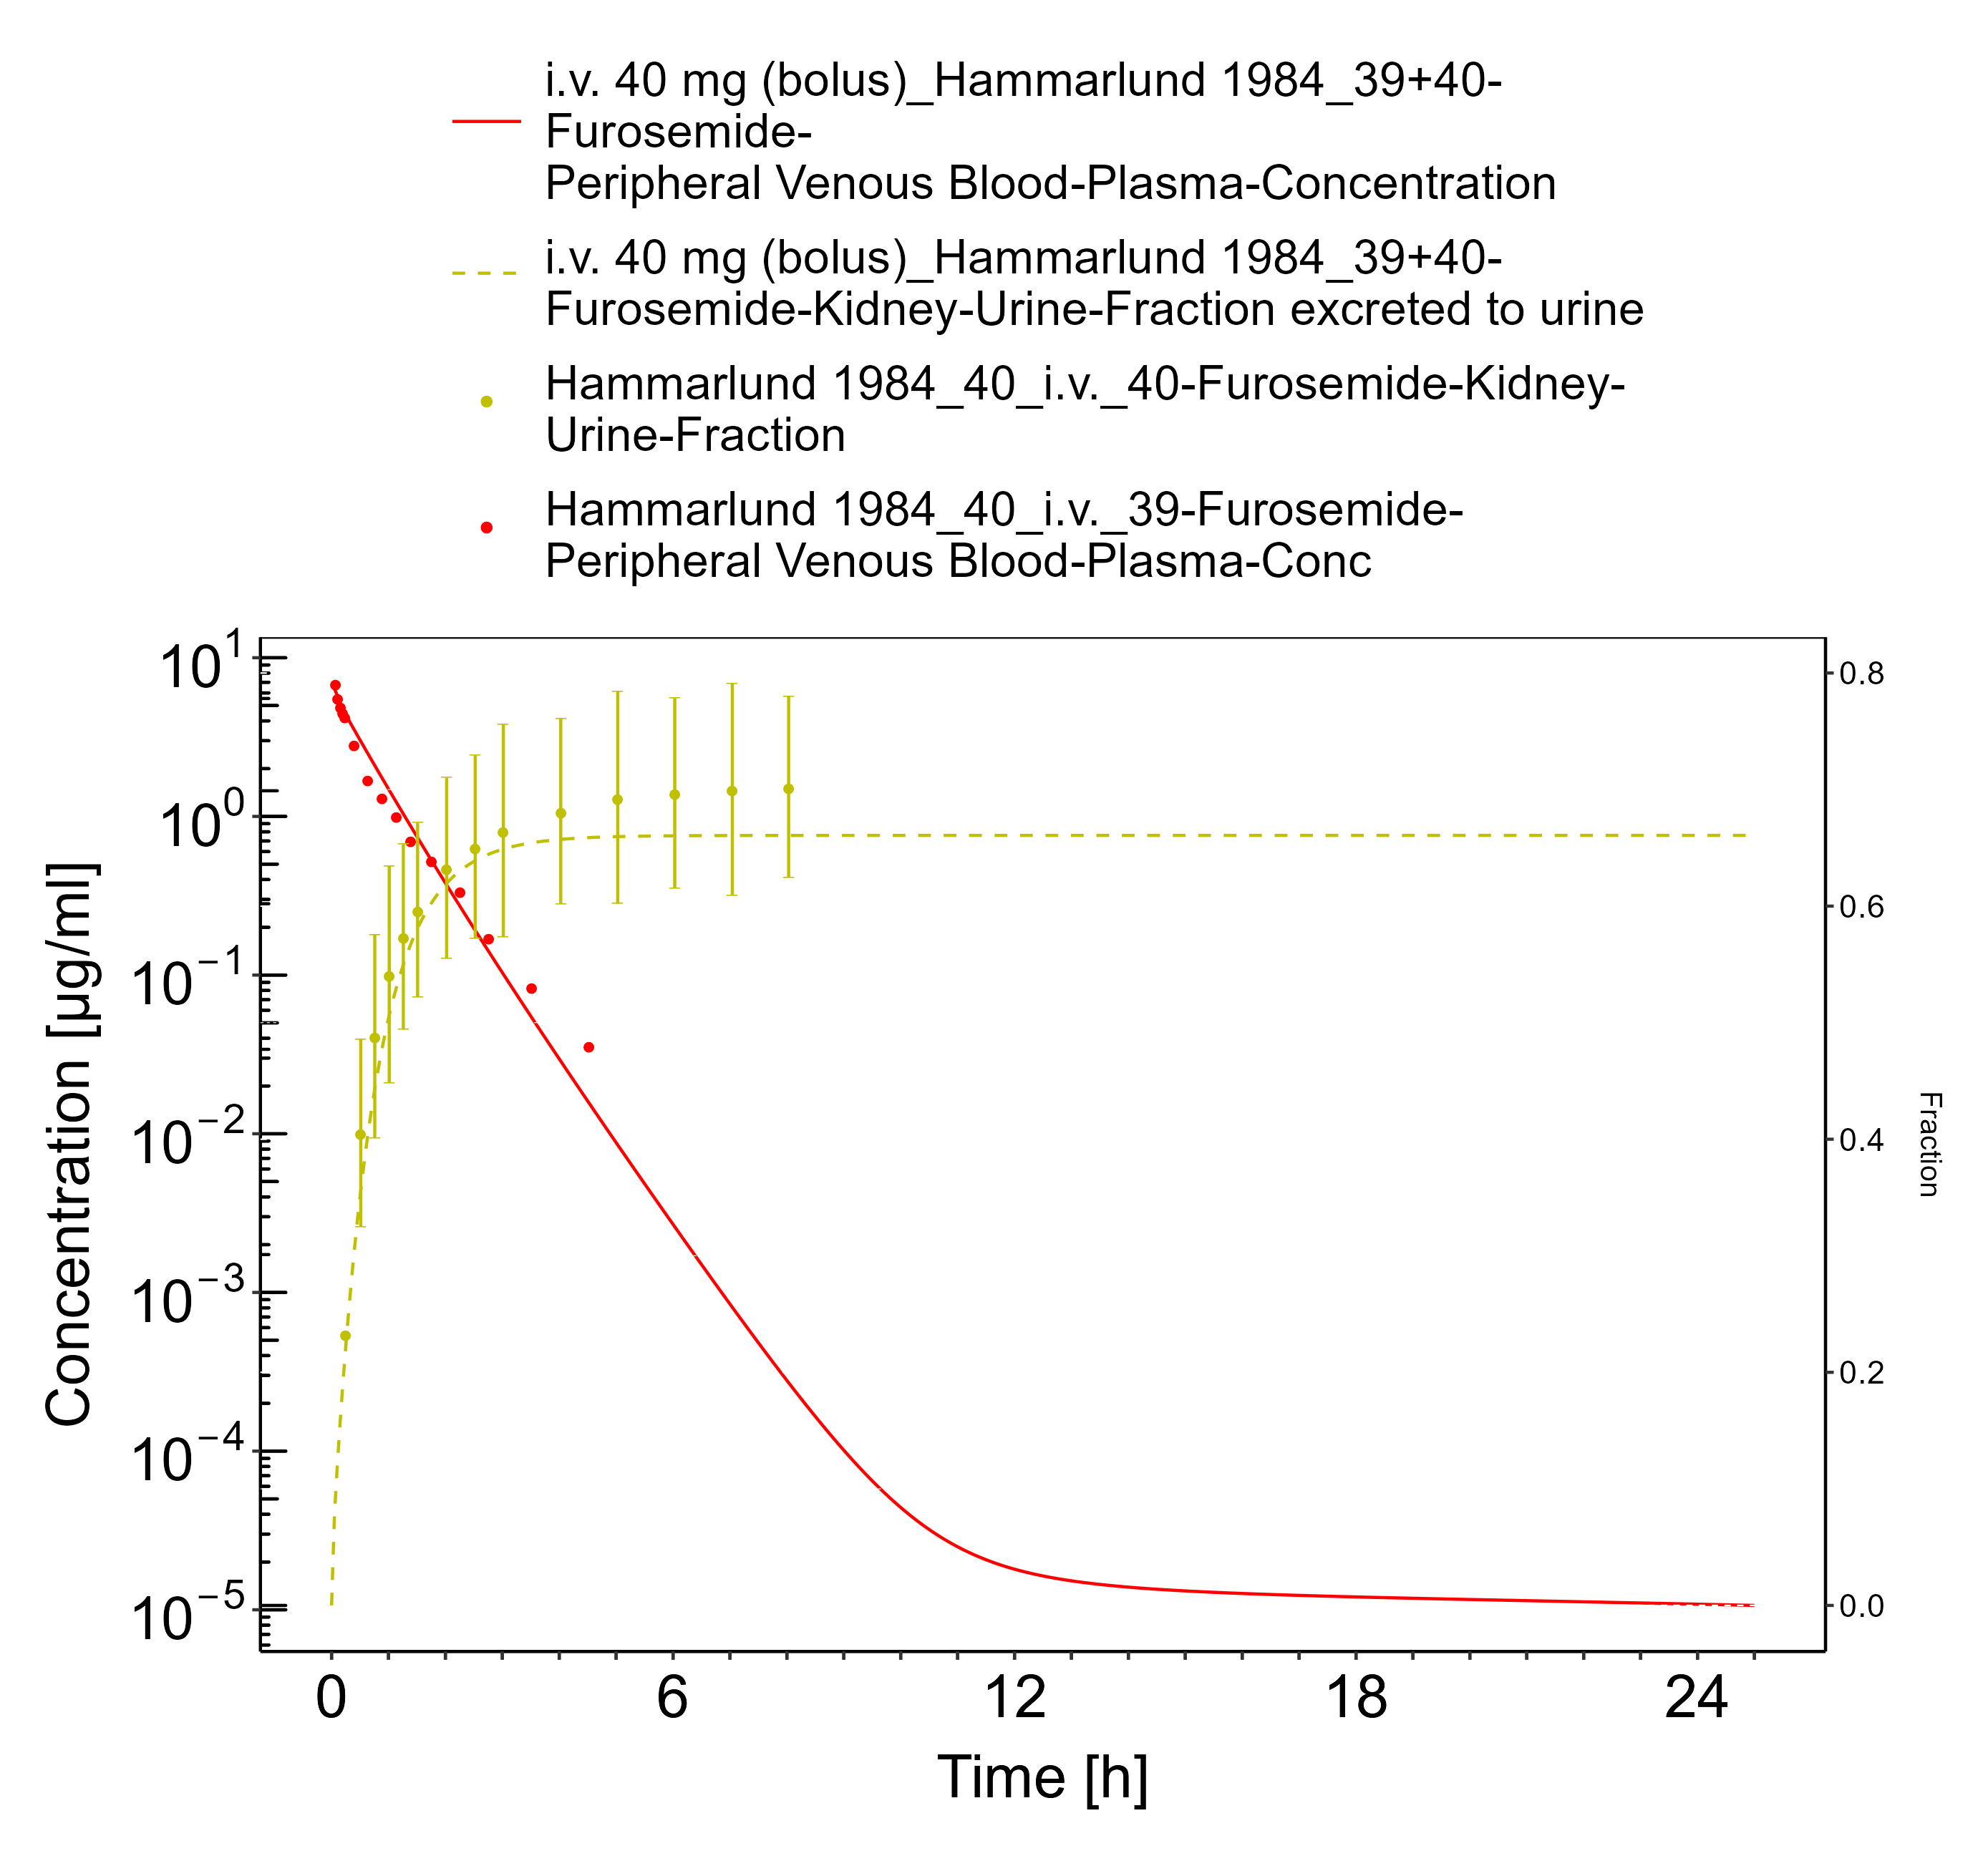 i.v. 40 mg (bolus)_Hammarlund 1984_39+40-
Furosemide-
Peripheral Venous Blood-Plasma-Concentration
i.v. 40 mg (bolus)_Hammarlund 1984_39+40-
Furosemide-Kidney-Urine-Fraction excreted to urine
Hammarlund 1984_40_i.v._40-Furosemide-Kidney-
Urine-Fraction
Hammarlund 1984_40_i.v._39-Furosemide-
Peripheral Venous Blood-Plasma-Conc
10^1
10^0
10^−1
10^−2
10^−3
10^−4
10^−5
Concentration [µg/ml]
0.8
0.6
0.4
0.2
0.0
Fraction
0 6 12 18 24
Time [h]